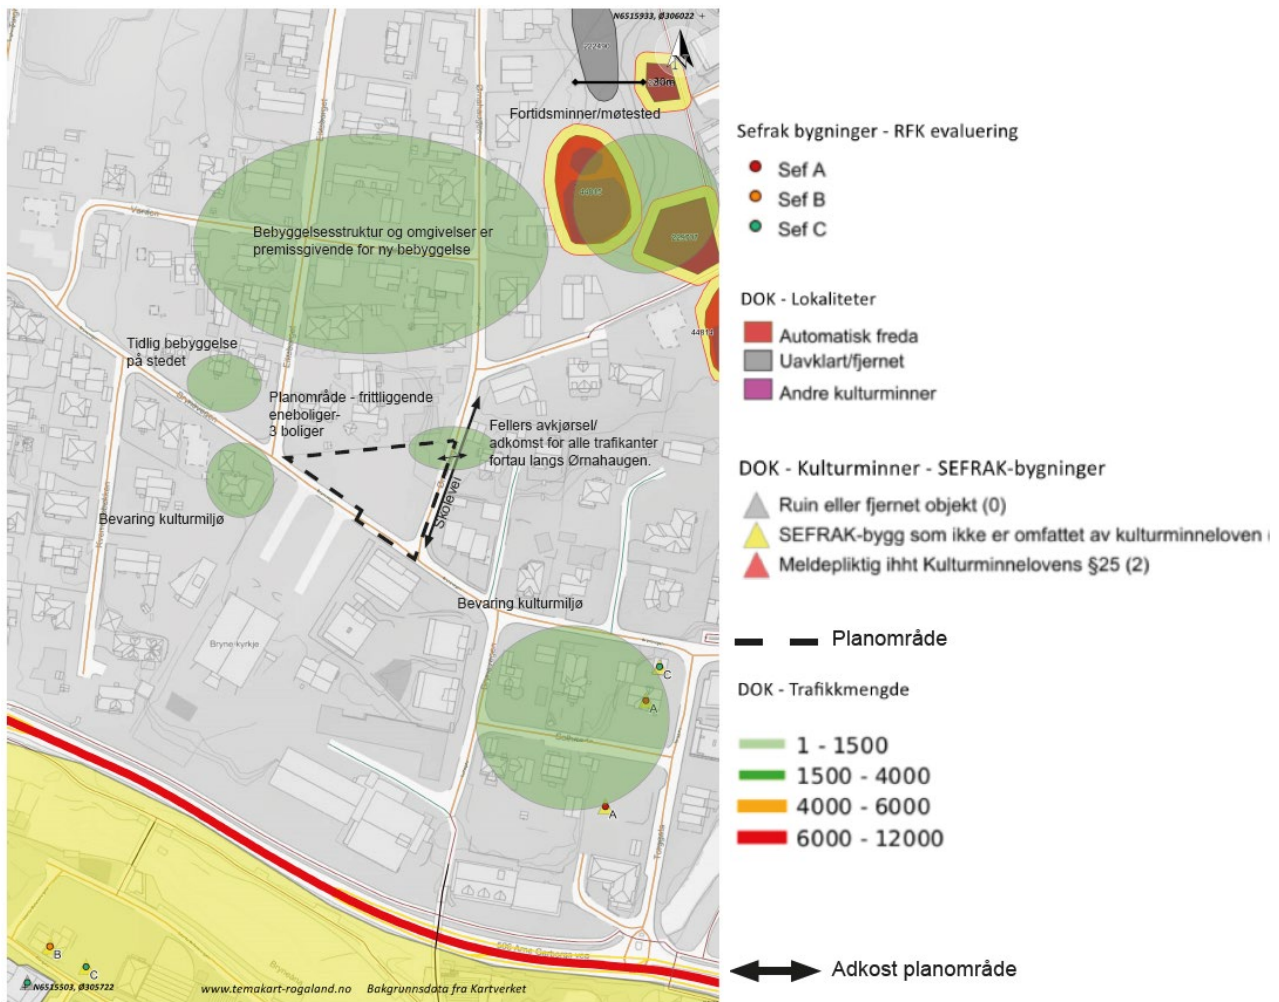 N6515933, Ø306022
Fortidsminner/møtested
Varden
Bebyggelsesstruktur og omgivelser er
premissgivende for ny bebyggelse
Tidlig bebyggelse
på stedet
Planområde - frittliggende
eneboliger-
3 boliger
Fellers avkjørsel/
adkomst for alle trafikanter
fortau langs Ørnahaugen.
Skolevei
Bevaring kulturmiljø
Bevaring kulturmiljø
Bryne kyrkje
C
A
A
Torggata
B
C
N6515503, Ø305722
www.temakart-rogaland.no Bakgrunnsdata fra Kartverket
Sefrak bygninger - RFK evaluering
Sef A
Sef B
Sef C
DOK - Lokaliteter
Automatisk freda
Uavklart/fjernet
Andre kulturminner
DOK - Kulturminner - SEFRAK-bygninger
Ruin eller fjernet objekt (0)
SEFRAK-bygg som ikke er omfattet av kulturminneloven (
Meldepliktig ihht Kulturminnelovens §25 (2)
Planområde
DOK - Trafikkmengde
1 - 1500
1500 - 4000
4000 - 6000
6000 - 12000
Adkost planområde